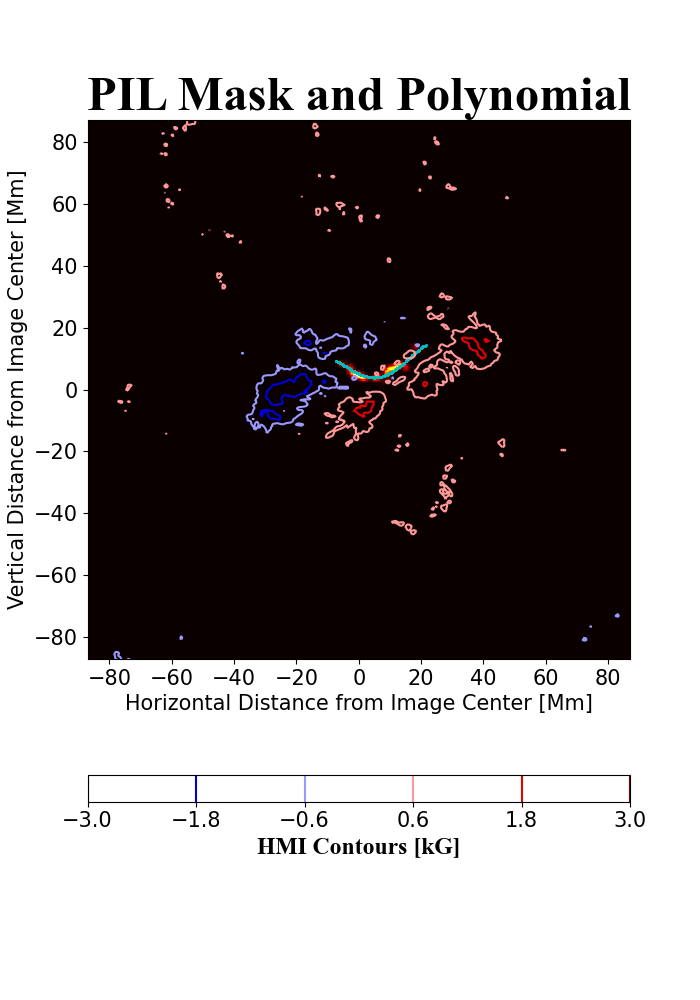 PIL Mask and Polynomial
Vertical Distance from Image Center [Mm]
80
60
40
20
0
−20
−40
−60
−80
−80 −60 −40 −20 0 20 40 60 80
Horizontal Distance from Image Center [Mm]
−3.0 −1.8 −0.6 0.6 1.8 3.0
HMI Contours [kG]